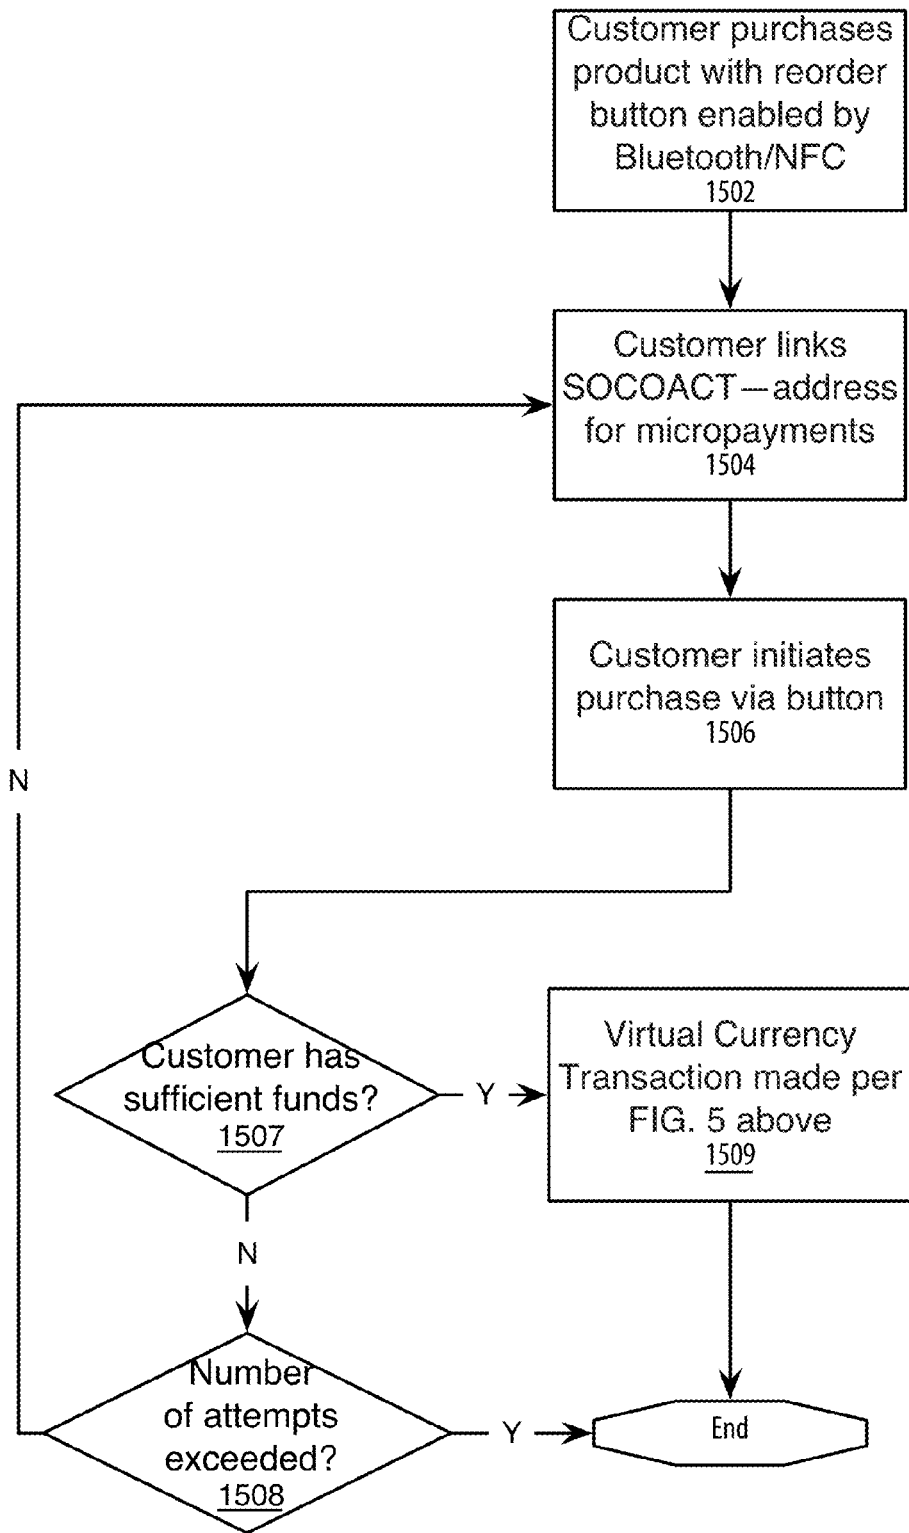 Customer purchases
product with reorder
button enabled by
Bluetooth/NFC
1502
Customer links
SOCOACT—address
for micropayments
1504
Customer initiates
purchase via button
1506
N
Customer has
sufficient funds?
1507
Y
Virtual Currency
Transaction made per
FIG. 5 above
1509
N
Number
of attempts
exceeded?
1508
Y
End